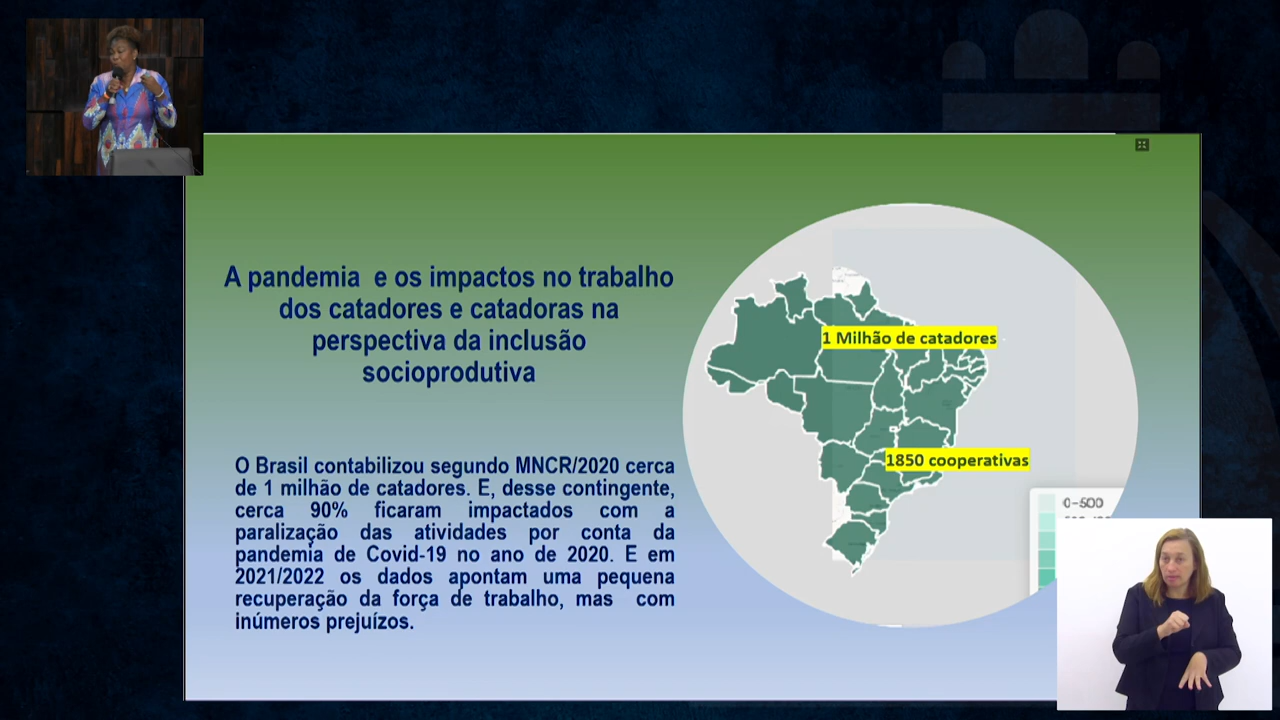 A pandemia e os impactos no trabalho
dos catadores e catadoras na
perspectiva da inclusão
socioprodutiva
O Brasil contabilizou segundo MNCR/2020 cerca
de 1 milhão de catadores. E, desse contingente,
cerca 90% ficaram impactados com a
paralização das atividades por conta da
pandemia de Covid-19 no ano de 2020. E em
2021/2022 os dados apontam uma pequena
recuperação da força de trabalho, mas com
inúmeros prejuízos.
1 Milhão de catadores
1850 cooperativas
0-500